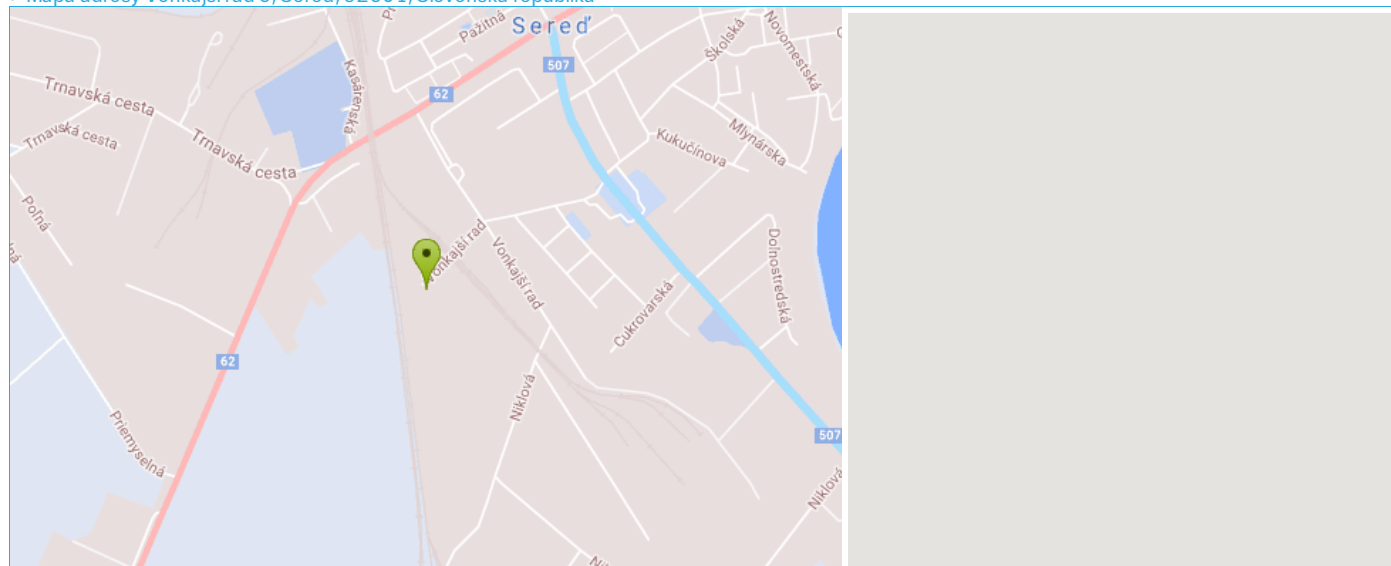 Sereď
Pažitná
Školská
Novomestská
507
Kasárenská
62
Trnavská cesta
Trnavská cesta
Trnavská cesta
Mlynárska
Kukučínova
Poľná
Vonkajší rad
Vonkajší rad
Dolnostredská
Cukrovarská
62
Niklová
Priemyselná
507
Niklová